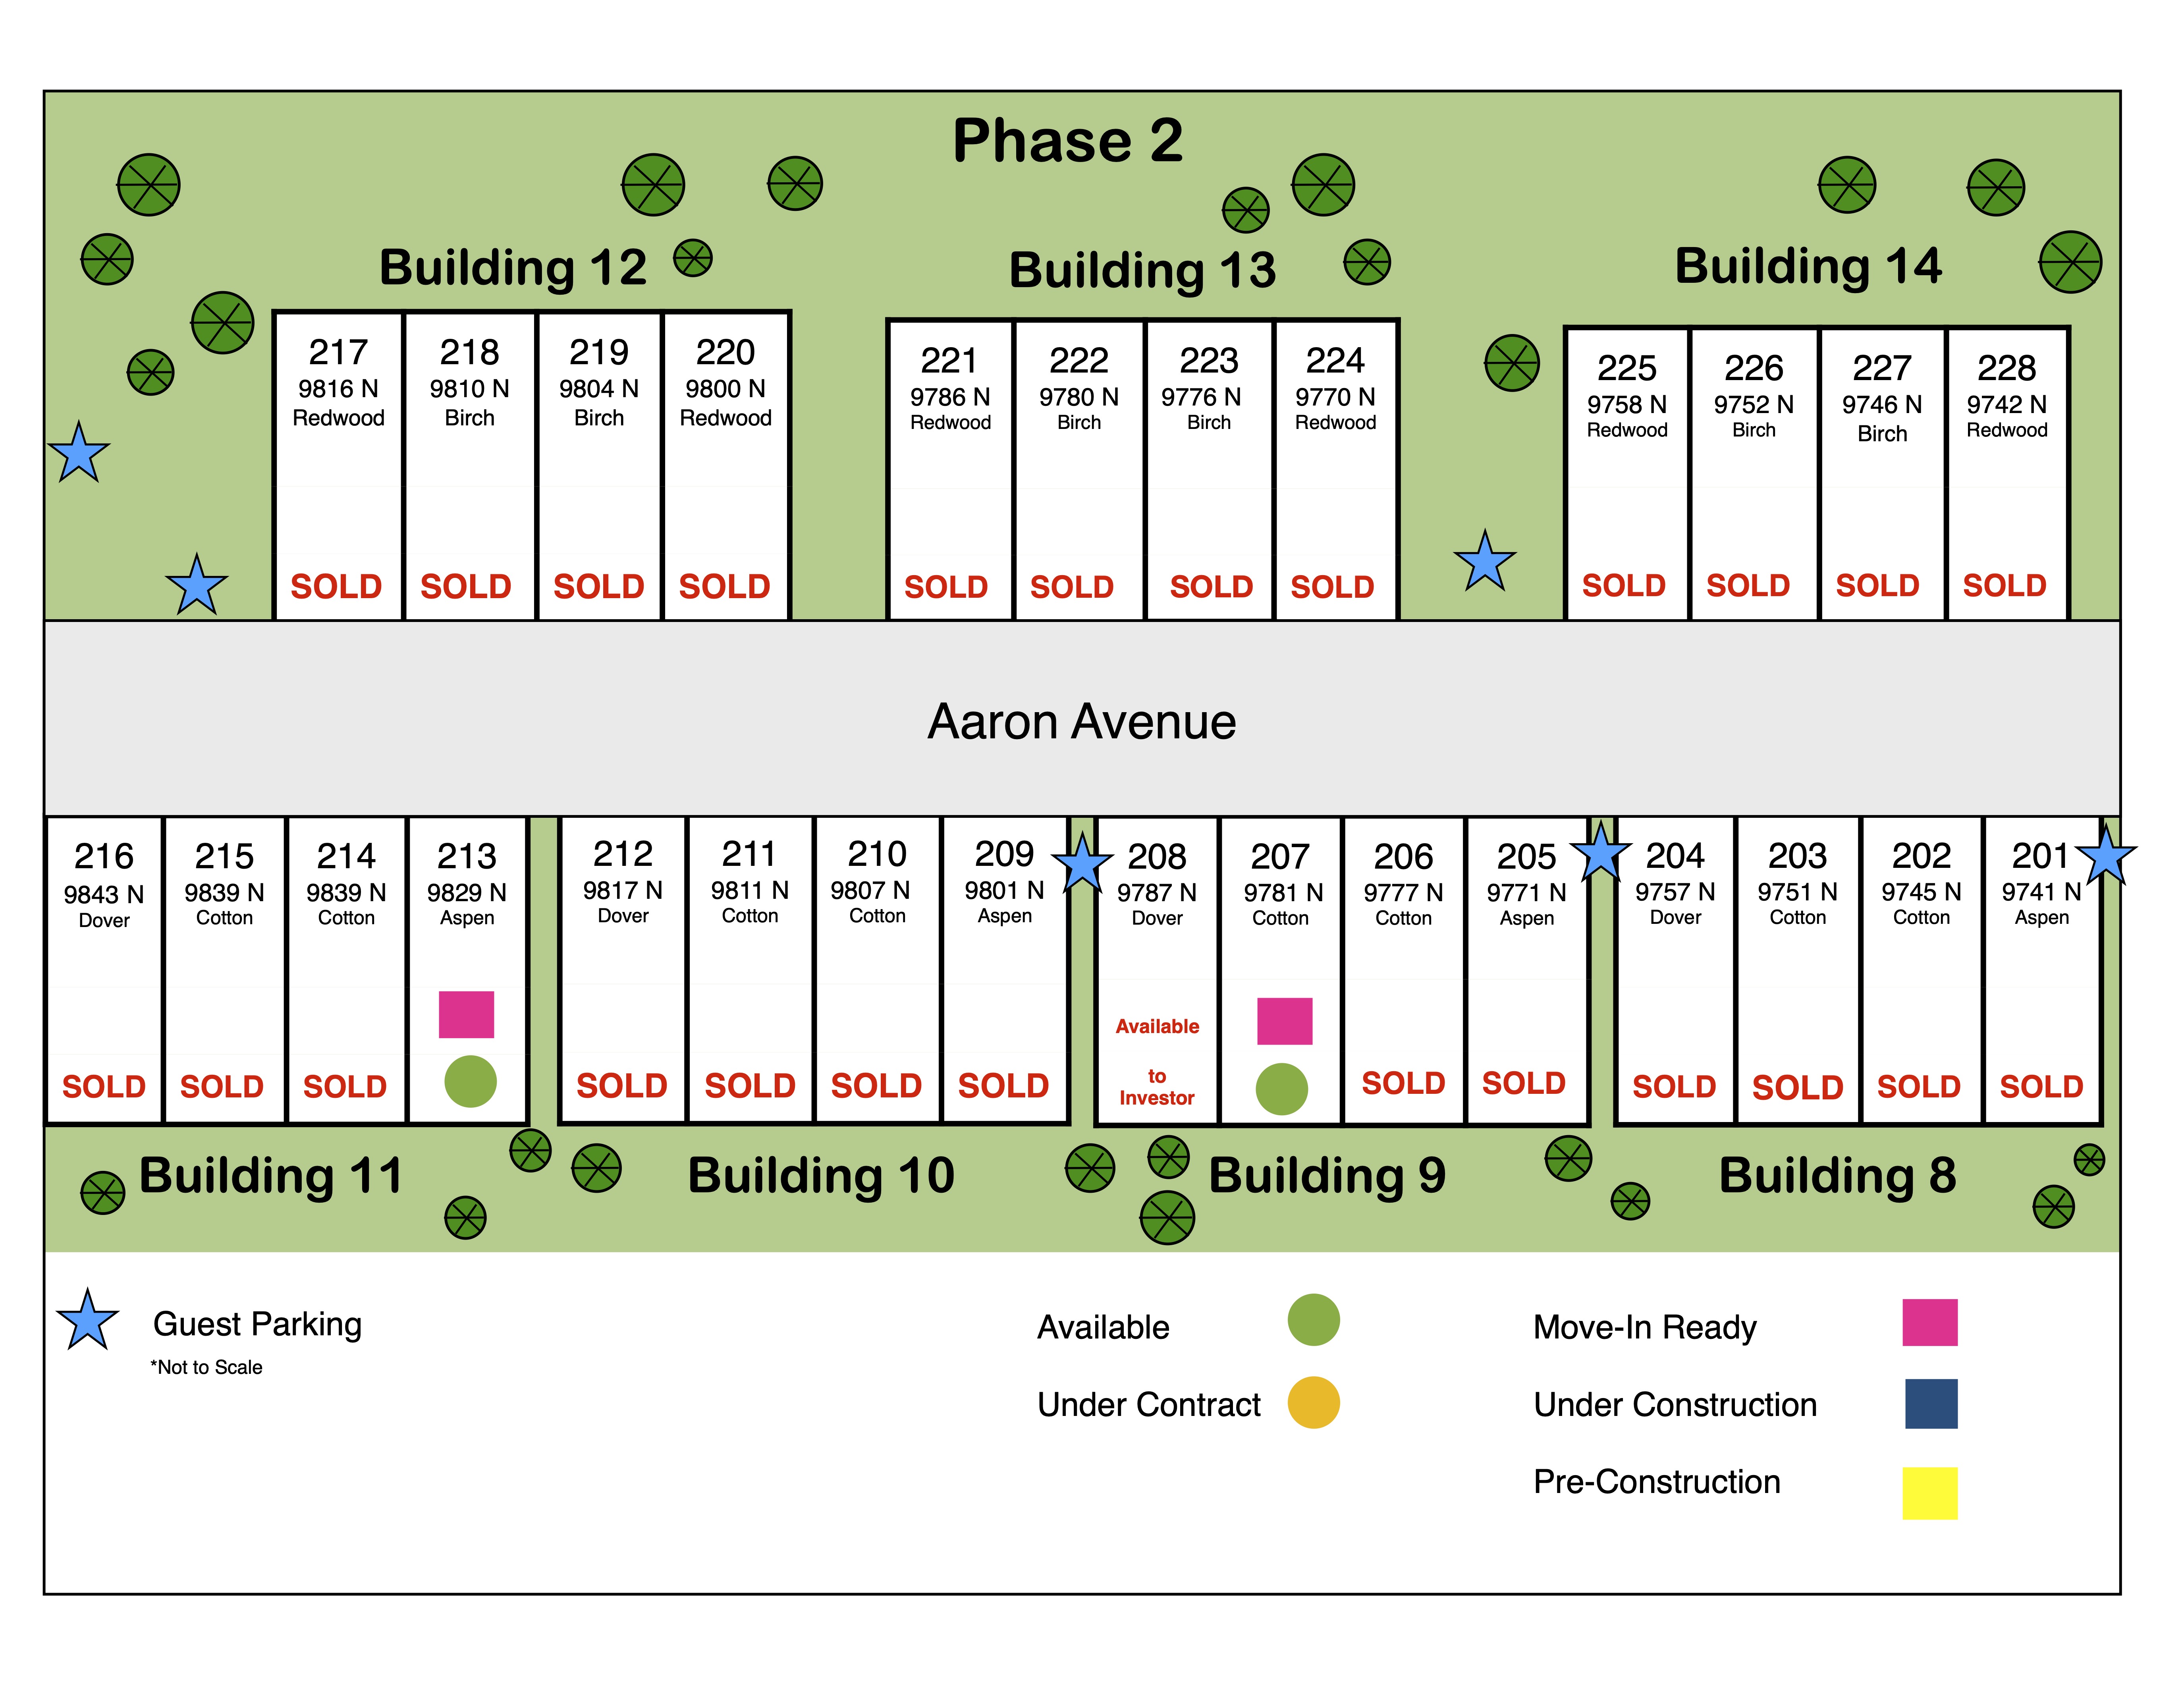 Phase 2
Building 12
Building 13
Building 14
217
9816 N
Redwood
SOLD
218
9810 N
Birch
SOLD
219
9804 N
Birch
SOLD
220
9800 N
Redwood
SOLD
221
9786 N
Redwood
SOLD
222
9780 N
Birch
SOLD
223
9776 N
Birch
SOLD
224
9770 N
Redwood
SOLD
225
9758 N
Redwood
SOLD
226
9752 N
Birch
SOLD
227
9746 N
Birch
SOLD
228
9742 N
Redwood
SOLD
Aaron Avenue
216
9843 N
Dover
SOLD
215
9839 N
Cotton
SOLD
214
9839 N
Cotton
SOLD
213
9829 N
Aspen
212
9817 N
Dover
SOLD
211
9811 N
Cotton
SOLD
210
9807 N
Cotton
SOLD
209
9801 N
Aspen
SOLD
208
9787 N
Dover
Available
to
Investor
207
9781 N
Cotton
206
9777 N
Cotton
SOLD
205
9771 N
Aspen
SOLD
204
9757 N
Dover
SOLD
203
9751 N
Cotton
SOLD
202
9745 N
Cotton
SOLD
201
9741 N
Aspen
SOLD
Building 11
Building 10
Building 9
Building 8
Guest Parking
*Not to Scale
Available
Under Contract
Move-In Ready
Under Construction
Pre-Construction